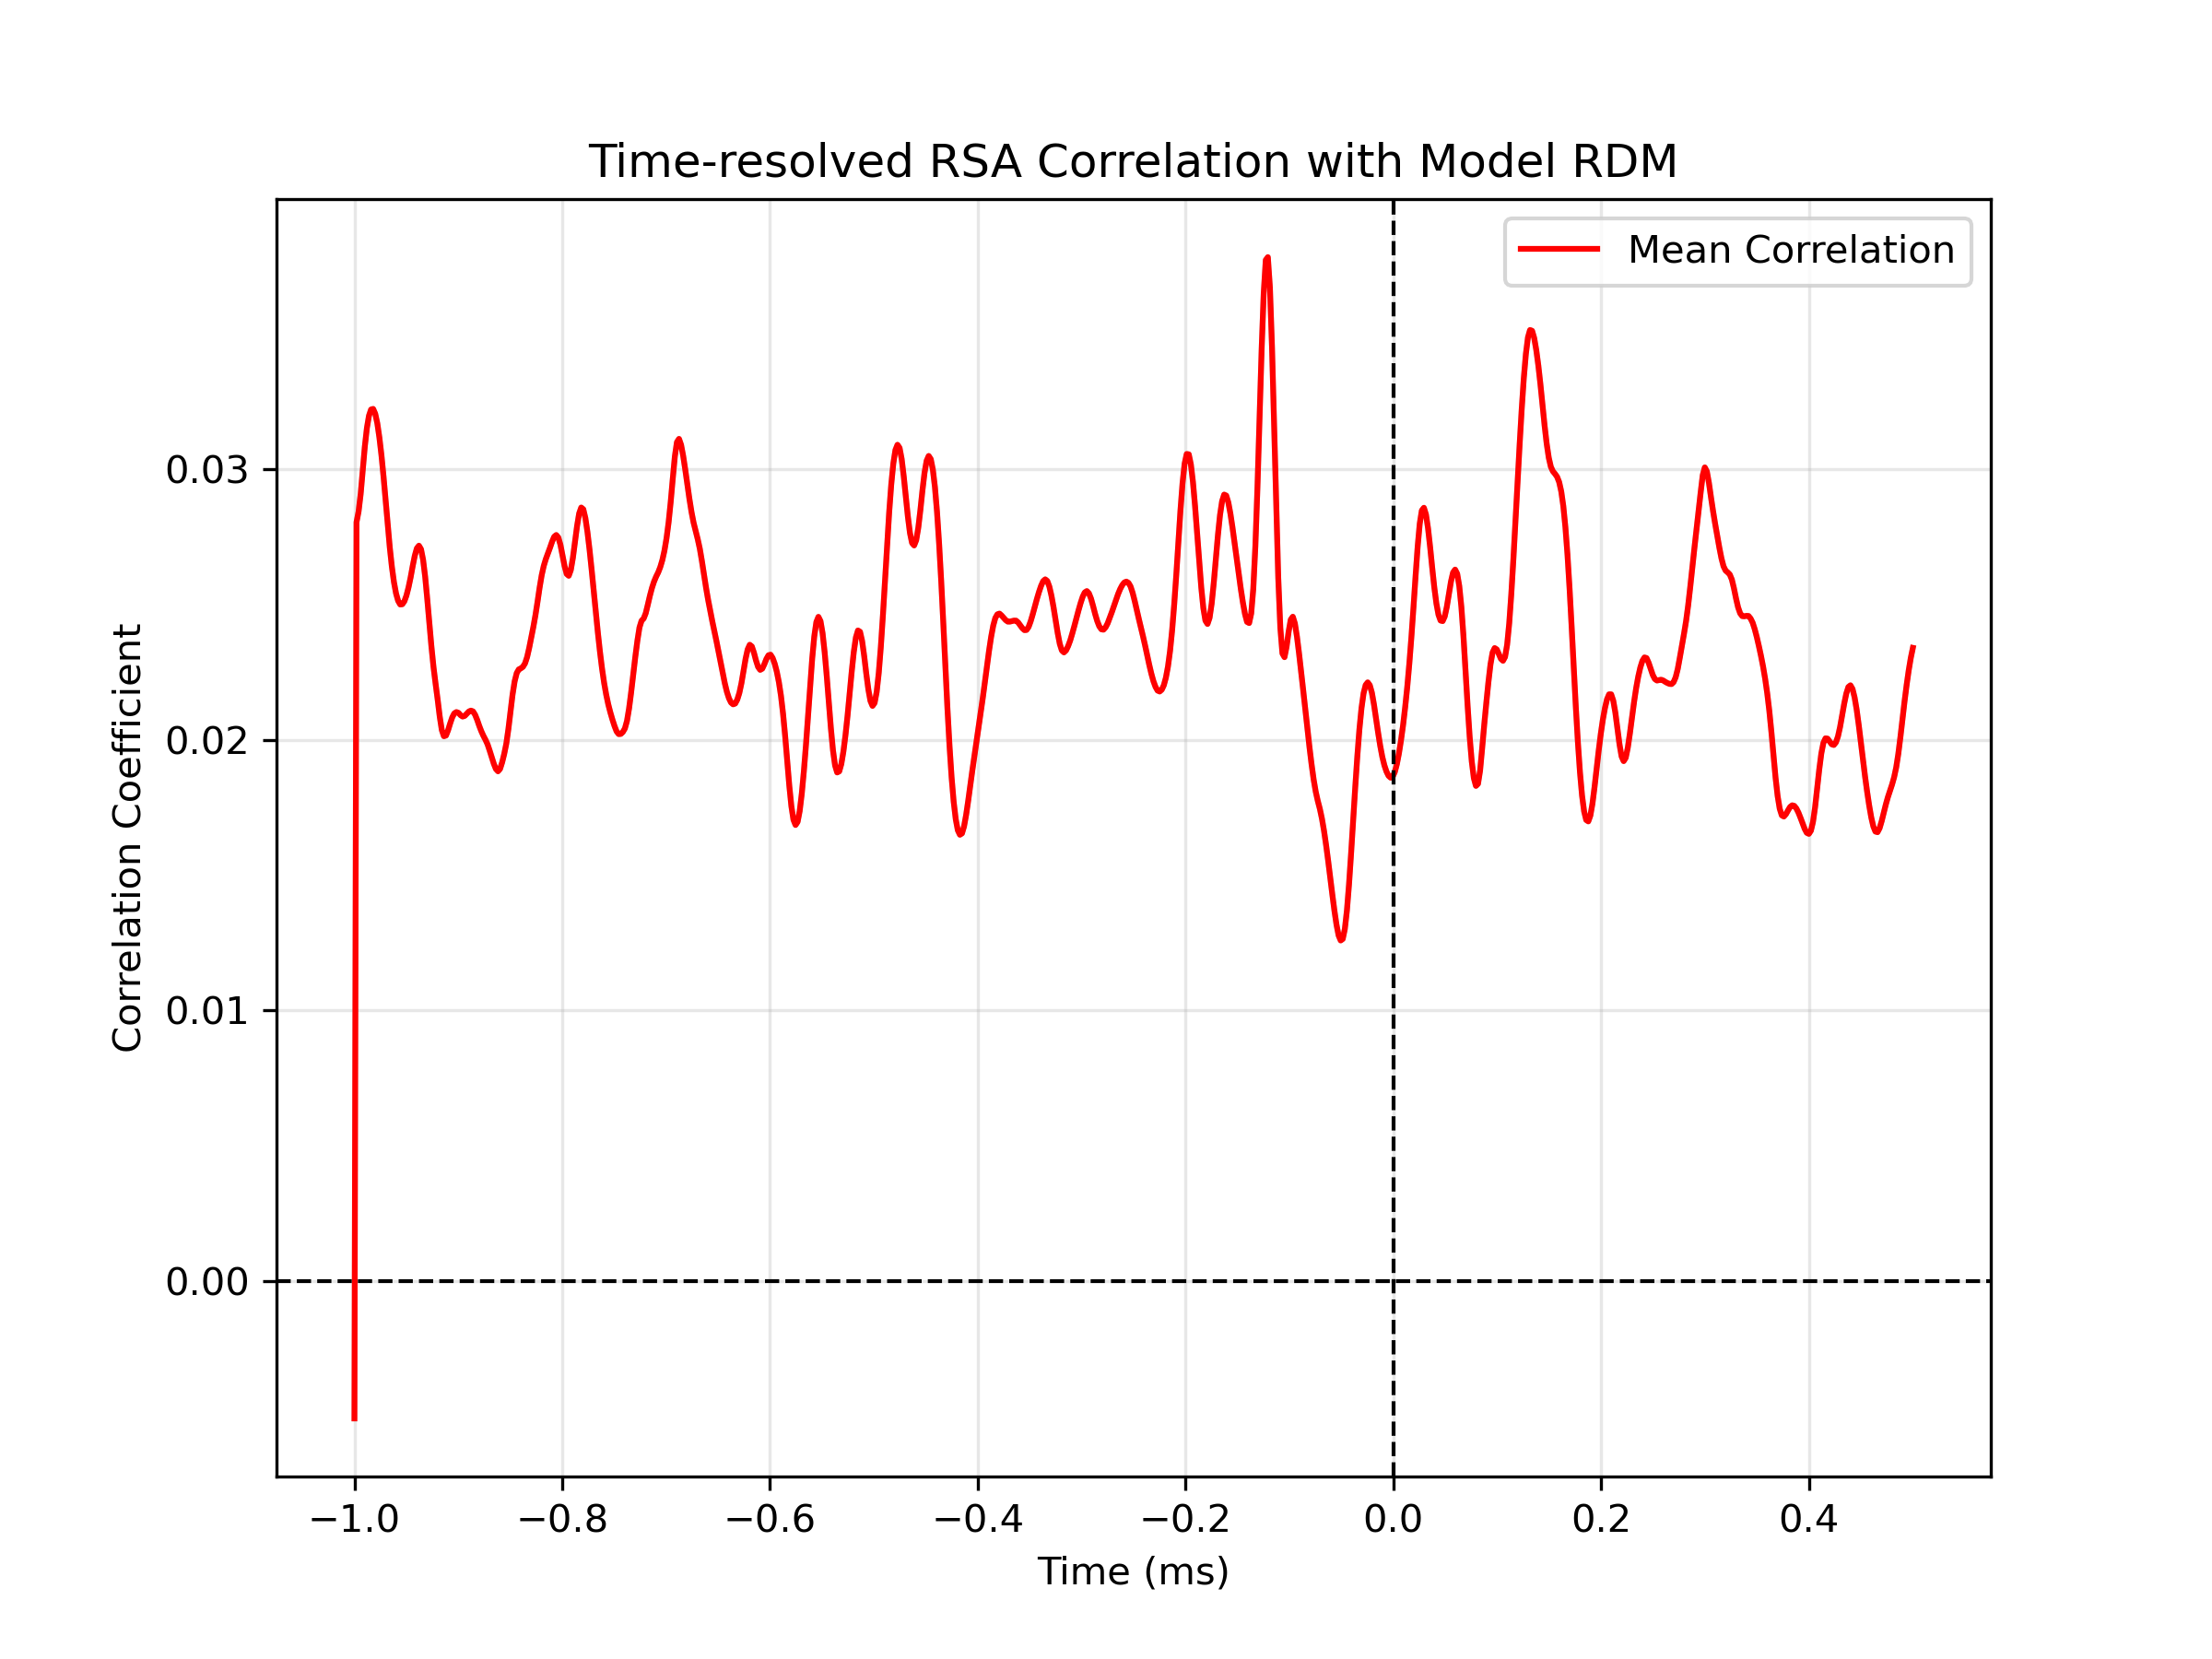 Time-resolved RSA Correlation with Model RDM
Mean Correlation
Correlation Coefficient
0.03
0.02
0.01
0.00
−1.0 −0.8 −0.6 −0.4 −0.2 0.0 0.2 0.4
Time (ms)